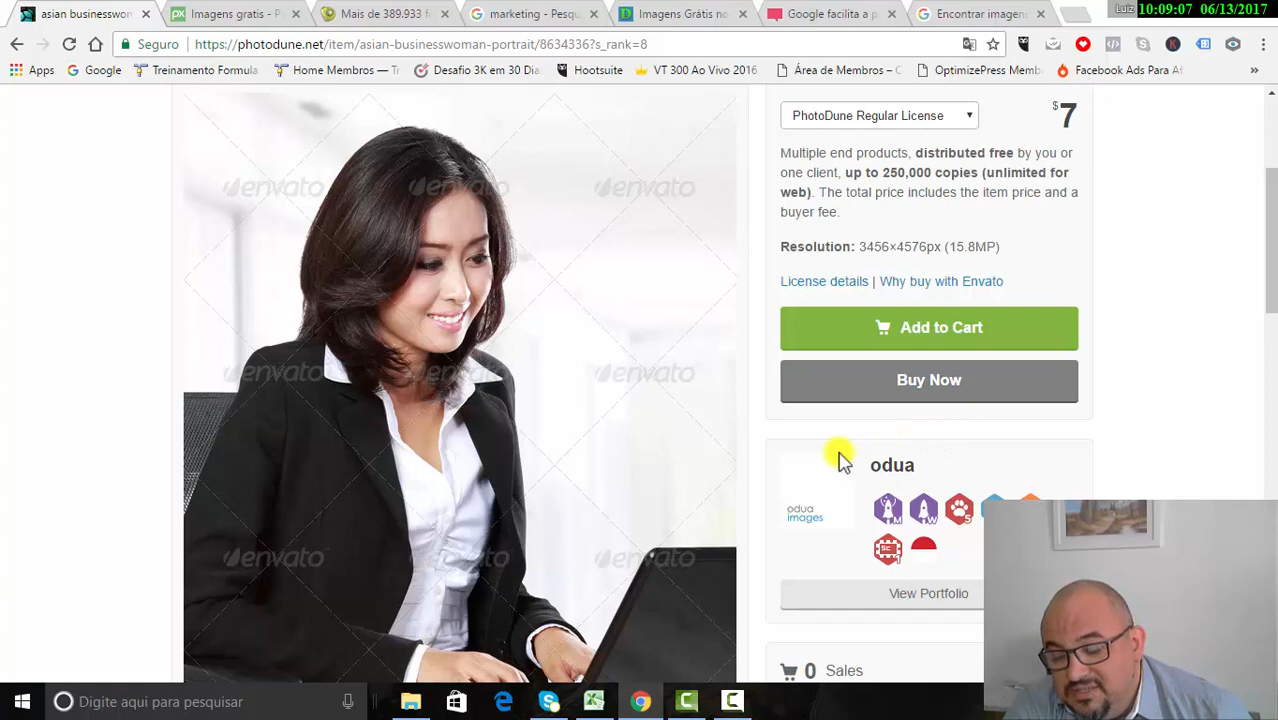 Luiz 10:09:07 06/13/2017
asian businesswon
Imagens gratis - P
Mais de 389.933 f
marketing - Pesqu
Imagens Grátis no
Google facilita a p
Encontrar imagens
Seguro https://photodune.net/item/asian-businesswoman-portrait/8634336?s_rank=8
Apps Google Treinamento Formula Home Membros — Tr Desafio 3K em 30 Dia Hootsuite VT 300 Ao Vivo 2016 Área de Membros – C OptimizePress Memb Facebook Ads Para Af »
PhotoDune Regular License $7
Multiple end products, distributed free by you or
one client, up to 250,000 copies (unlimited for
web). The total price includes the item price and a
buyer fee.
Resolution: 3456×4576px (15.8MP)
License details | Why buy with Envato
Add to Cart
Buy Now
odua
odua
images
View Portfolio
0 Sales
envato envato
envato envato
envato envato
Digite aqui para pesquisar